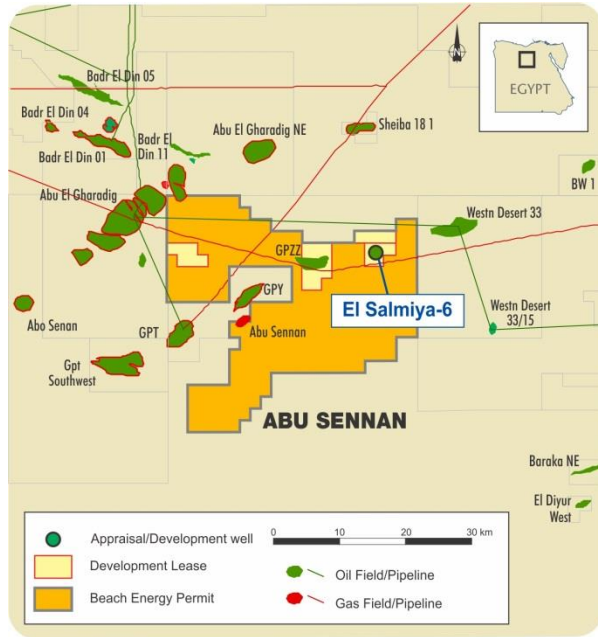 Badr El Din 05
N
EGYPT
Badr El Din 04
Badr El Din 01
Badr El
Din 11
Abu El Gharadig NE
Sheiba 18 1
BW 1
Abu El Gharadig
Westn Desert 33
GPZZ
El Salmiya-6
GPY
Abo Senan
GPT
Abu Sennan
Westn Desert
33/15
Gpt
Southwest
ABU SENNAN
Baraka NE
El Diyur
West
Appraisal/Development well
0 10 20 30 km
Development Lease
Oil Field/Pipeline
Beach Energy Permit
Gas Field/Pipeline